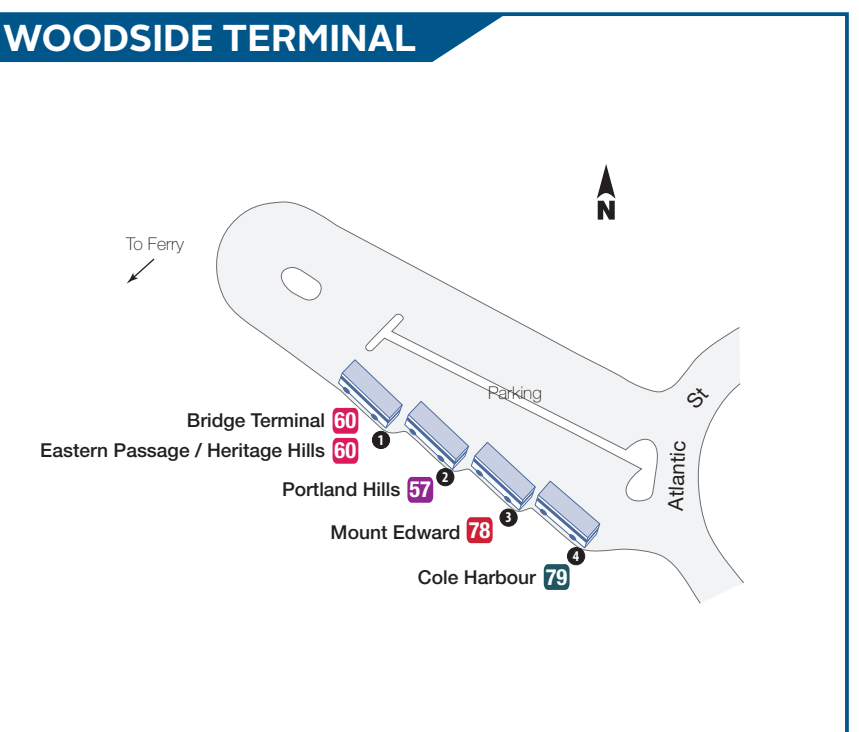 WOODSIDE TERMINAL
N
To Ferry
Parking
Atlantic St
Bridge Terminal 60
Eastern Passage / Heritage Hills 60
1
Portland Hills 57
2
Mount Edward 78
3
Cole Harbour 79
4